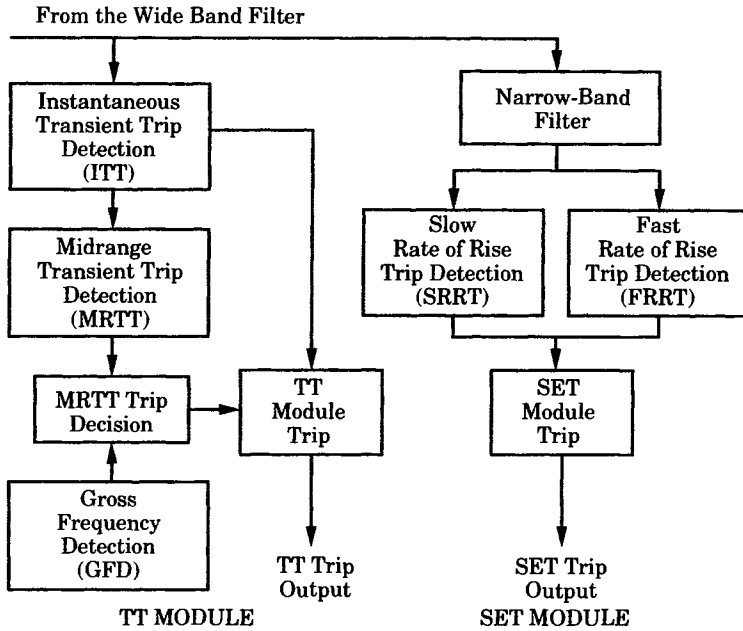 From the Wide Band Filter
Instantaneous
Transient Trip
Detection
(ITT)
Narrow-Band
Filter
Midrange
Transient Trip
Detection
(MRTT)
Slow
Rate of Rise
Trip Detection
(SRRT)
Fast
Rate of Rise
Trip Detection
(FRRT)
MRTT Trip
Decision
TT
Module
Trip
SET
Module
Trip
Gross
Frequency
Detection
(GFD)
TT Trip
Output
SET Trip
Output
TT MODULE
SET MODULE